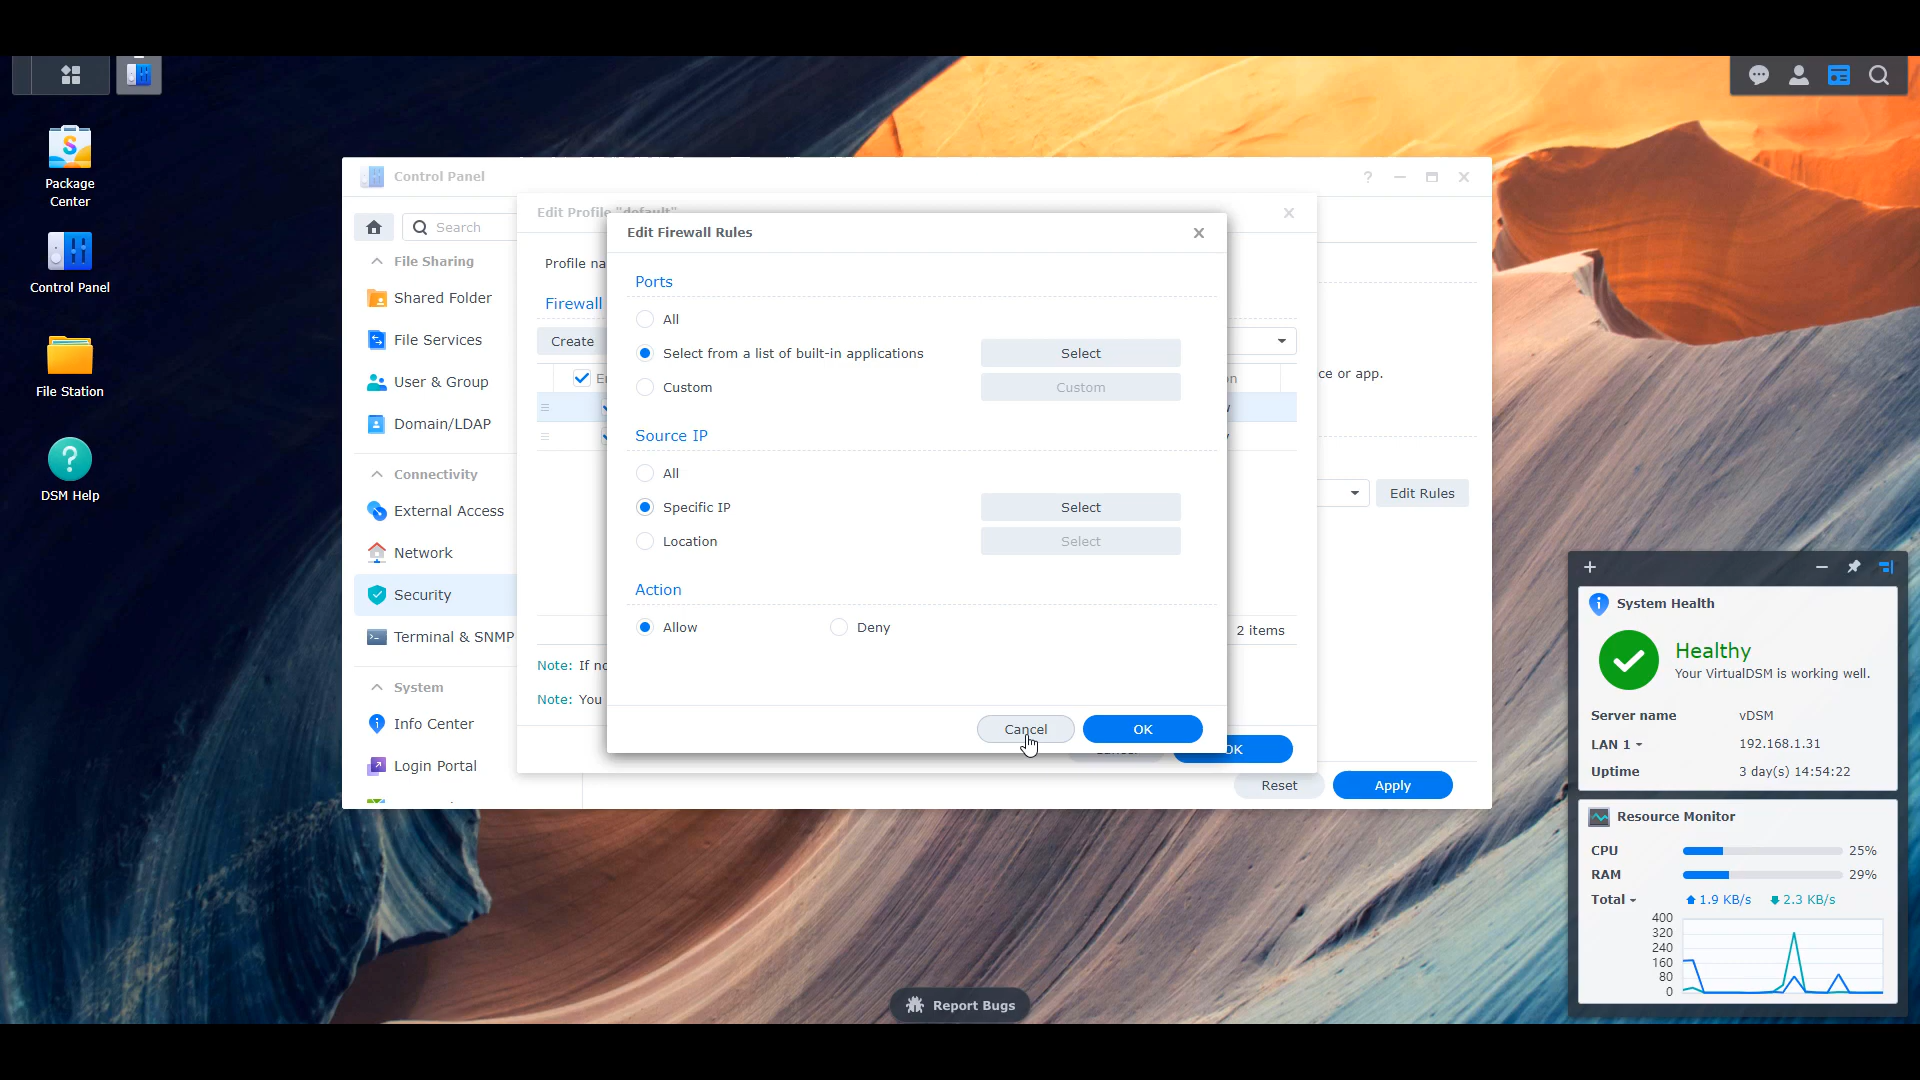 Package
Center
Control Panel
File Station
DSM Help
Control Panel
?
Search
File Sharing
Shared Folder
File Services
User & Group
Domain/LDAP
Connectivity
External Access
Network
Security
Terminal & SNMP
System
Info Center
Login Portal
Edit Profile "default"
Profile na
Firewall
Create
2 items
Note: If no
Note: You
OK
ce or app.
Edit Rules
Reset
Apply
Edit Firewall Rules
Ports
All
Select from a list of built-in applications
Select
Custom
Custom
Source IP
All
Specific IP
Select
Location
Select
Action
Allow
Deny
Cancel
OK
System Health
Healthy
Your VirtualDSM is working well.
Server name
vDSM
LAN 1
192.168.1.31
Uptime
3 day(s) 14:54:22
Resource Monitor
CPU
25%
RAM
29%
Total
1.9 KB/s
2.3 KB/s
400
320
240
160
80
0
Report Bugs